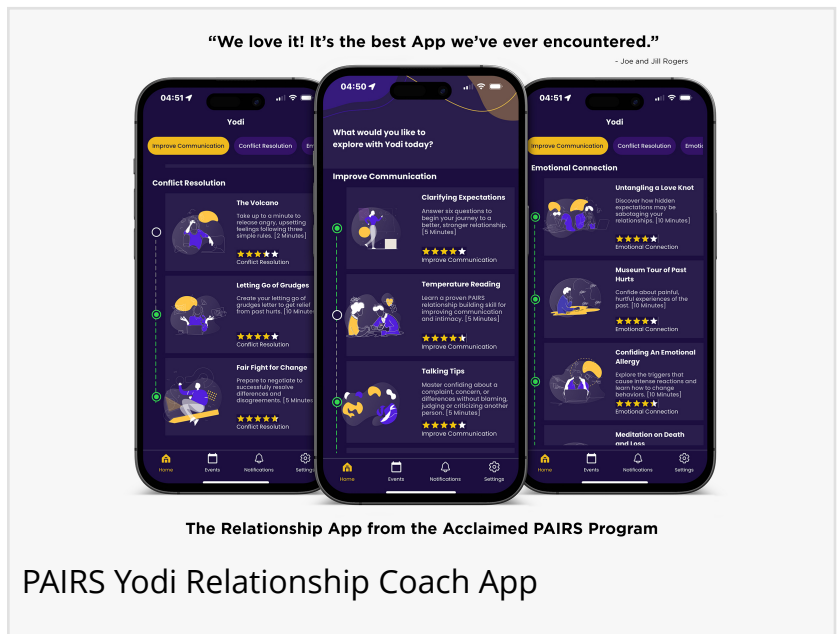 “We love it! It’s the best App we’ve ever encountered.”
- Joe and Jill Rogers
04:51
Yodi
Improve Communication
Conflict Resolution
Conflict Resolution
The Volcano
Take up to a minute to
release angry, upsetting
feelings following three
simple rules. [2 Minutes]
Conflict Resolution
Letting Go of Grudges
Create your letting go of
grudges letter to get relief
from past hurts. [10 Minutes
Conflict Resolution
Fair Fight for Change
Prepare to negotiate to
successfully resolve
differences and
disagreements. [5 Minutes
Conflict Resolution
Home
Events
Notifications
Settings
04:50
What would you like to
explore with Yodi today?
Improve Communication
Clarifying Expectations
Answer six questions to
begin your journey to a
better, stronger relationship.
[5 Minutes]
Improve Communication
Temperature Reading
Learn a proven PAIRS
relationship building skill for
improving communication
and intimacy. [5 Minutes]
Improve Communication
Talking Tips
Master confiding about a
complaint, concern, or
differences without blaming,
judging or criticizing another
person. [5 Minutes]
Improve Communication
Home
Events
Notifications
Settings
04:51
Yodi
Improve Communication
Conflict Resolution
Emotic
Emotional Connection
Untangling a Love Knot
Discover how hidden
expectations may be
sabotaging your
relationships. [10 Minutes]
Emotional Connection
Museum Tour of Past
Hurts
Confide about painful,
hurtful experiences of the
past. [10 Minutes]
Emotional Connection
Confiding An Emotional
Allergy
Explore the triggers that
cause intense reactions and
learn how to change
behaviors. [10 Minutes]
Emotional Connection
Meditation on Death
and Loss
Home
Events
Notifications
Settings
The Relationship App from the Acclaimed PAIRS Program
PAIRS Yodi Relationship Coach App